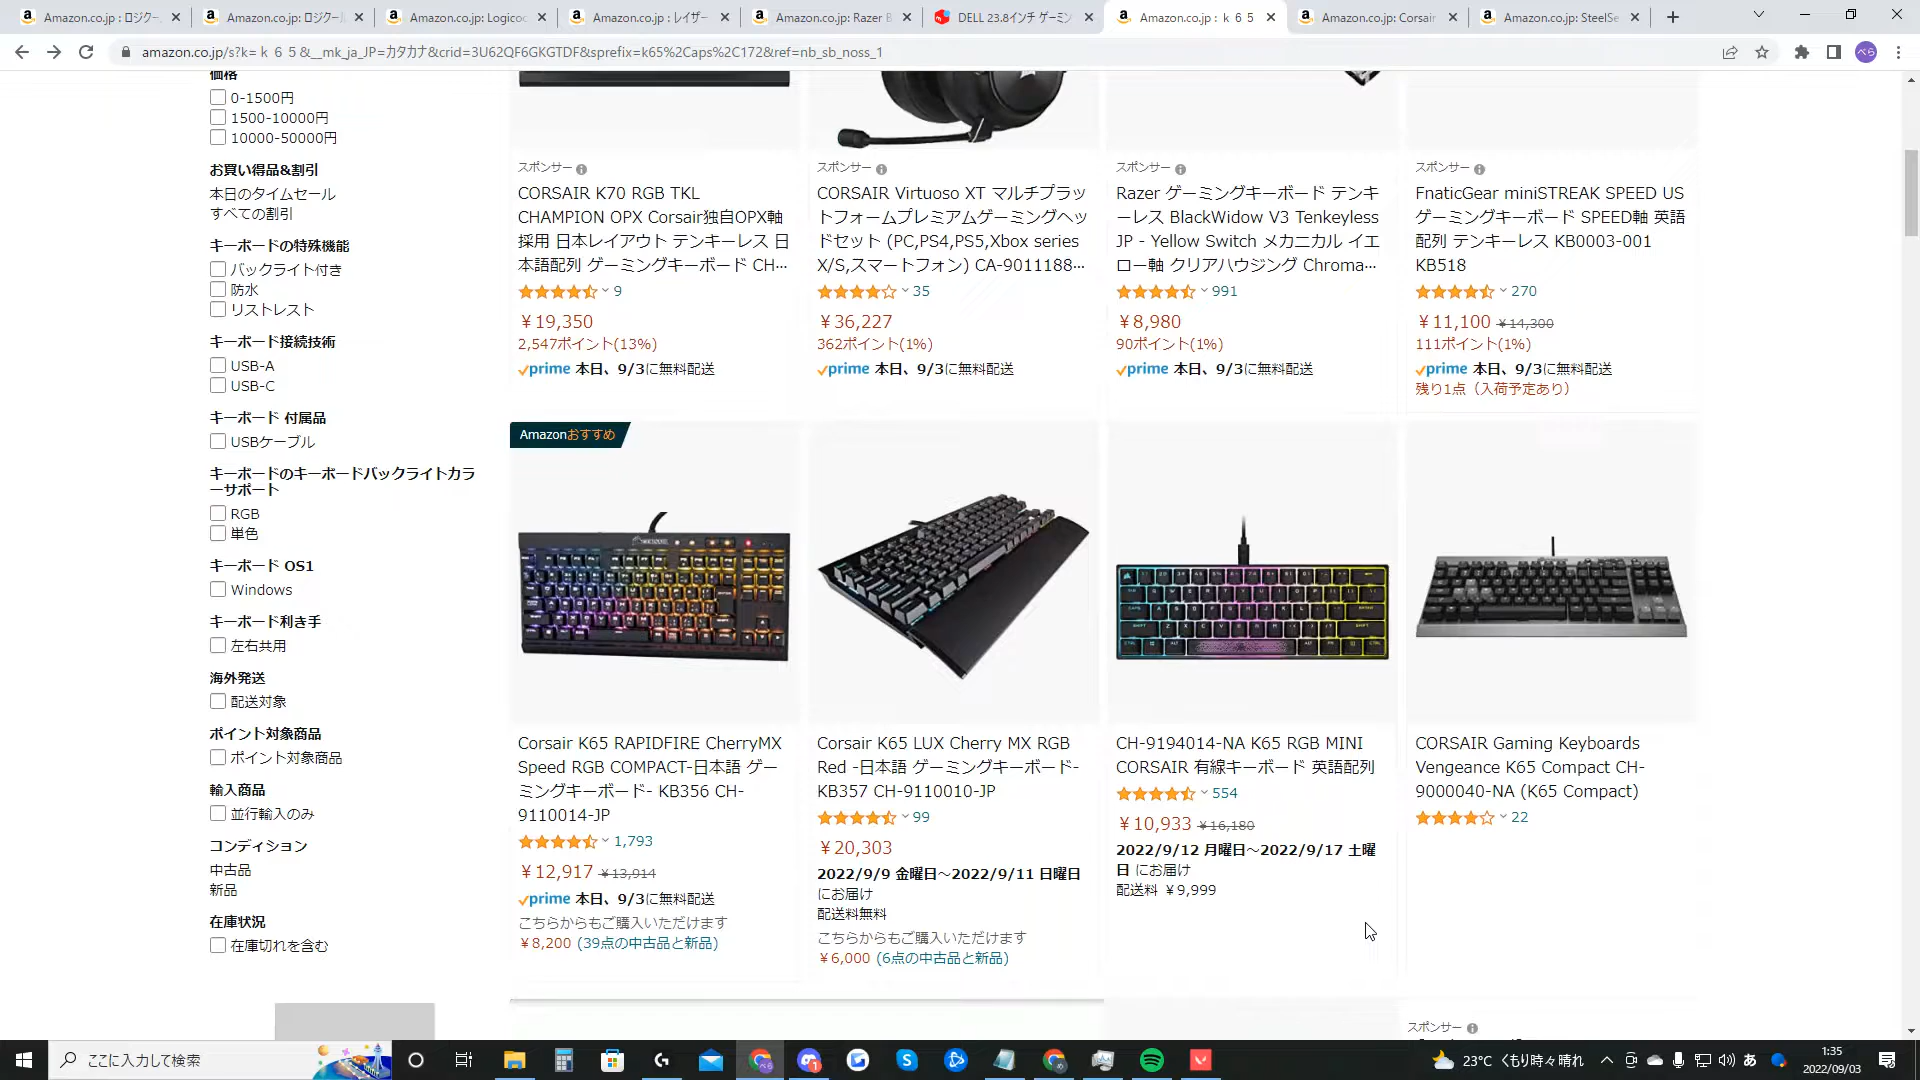 Amazon.co.jp : ロジクー
Amazon.co.jp: ロジクール
Amazon.co.jp: Logicoo
Amazon.co.jp : レイザー
Amazon.co.jp: Razer B
DELL 23.8インチ ゲーミン
Amazon.co.jp : ｋ６５
Amazon.co.jp: Corsair
Amazon.co.jp: SteelSe
amazon.co.jp/s?k=ｋ６５&__mk_ja_JP=カタカナ&crid=3U62QF6GKGTDF&sprefix=k65%2Caps%2C172&ref=nb_sb_noss_1
べら
価格
0-1500円
1500-10000円
10000-50000円
お買い得品&割引
本日のタイムセール
すべての割引
キーボードの特殊機能
バックライト付き
防水
リストレスト
キーボード接続技術
USB-A
USB-C
キーボード 付属品
USBケーブル
キーボードのキーボードバックライトカラ
ーサポート
RGB
単色
キーボード OS1
Windows
キーボード利き手
左右共用
海外発送
配送対象
ポイント対象商品
ポイント対象商品
輸入商品
並行輸入のみ
コンディション
中古品
新品
在庫状況
在庫切れを含む
スポンサー
CORSAIR K70 RGB TKL
CHAMPION OPX Corsair独自OPX軸
採用 日本レイアウト テンキーレス 日
本語配列 ゲーミングキーボード CH…
9
￥19,350
2,547ポイント(13%)
prime 本日、9/3に無料配送
スポンサー
CORSAIR Virtuoso XT マルチプラッ
トフォームプレミアムゲーミングヘッ
ドセット (PC,PS4,PS5,Xbox series
X/S,スマートフォン) CA-9011188…
35
￥36,227
362ポイント(1%)
prime 本日、9/3に無料配送
スポンサー
Razer ゲーミングキーボード テンキ
ーレス BlackWidow V3 Tenkeyless
JP - Yellow Switch メカニカル イエ
ロー軸 クリアハウジング Chroma…
991
￥8,980
90ポイント(1%)
prime 本日、9/3に無料配送
スポンサー
FnaticGear miniSTREAK SPEED US
ゲーミングキーボード SPEED軸 英語
配列 テンキーレス KB0003-001
KB518
270
￥11,100 ￥14,300
111ポイント(1%)
prime 本日、9/3に無料配送
残り1点（入荷予定あり）
Amazonおすすめ
Corsair K65 RAPIDFIRE CherryMX
Speed RGB COMPACT-日本語 ゲー
ミングキーボード- KB356 CH-
9110014-JP
1,793
￥12,917 ￥13,914
prime 本日、9/3に無料配送
こちらからもご購入いただけます
￥8,200 (39点の中古品と新品)
Corsair K65 LUX Cherry MX RGB
Red -日本語 ゲーミングキーボード-
KB357 CH-9110010-JP
99
￥20,303
2022/9/9 金曜日～2022/9/11 日曜日
にお届け
配送料無料
こちらからもご購入いただけます
￥6,000 (6点の中古品と新品)
CH-9194014-NA K65 RGB MINI
CORSAIR 有線キーボード 英語配列
554
￥10,933 ￥16,180
2022/9/12 月曜日～2022/9/17 土曜
日 にお届け
配送料 ￥9,999
CORSAIR Gaming Keyboards
Vengeance K65 Compact CH-
9000040-NA (K65 Compact)
22
スポンサー
ここに入力して検索
23°C くもり時々晴れ
あ
1:35
2022/09/03